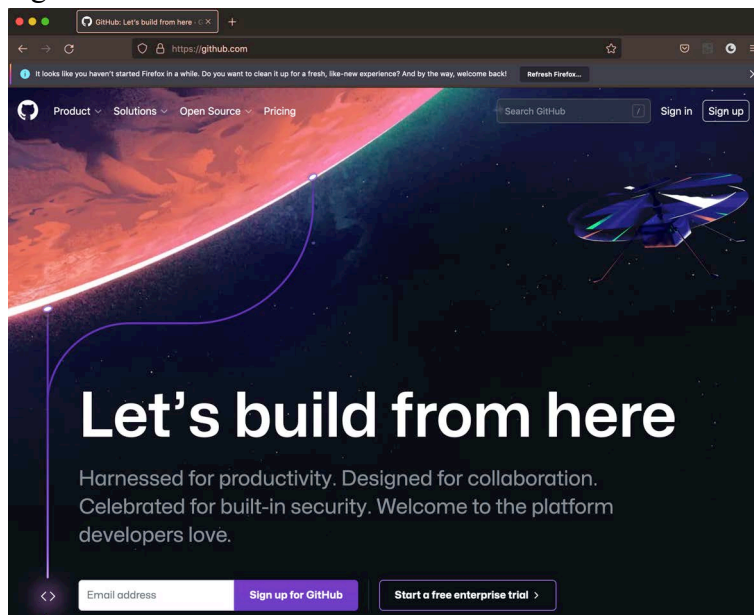 GitHub: Let's build from here · G
https://github.com
It looks like you haven't started Firefox in a while. Do you want to clean it up for a fresh, like-new experience? And by the way, welcome back! Refresh Firefox...
Product Solutions Open Source Pricing Search GitHub / Sign in Sign up
Let's build from here
Harnessed for productivity. Designed for collaboration.
Celebrated for built-in security. Welcome to the platform
developers love.
Email address Sign up for GitHub Start a free enterprise trial